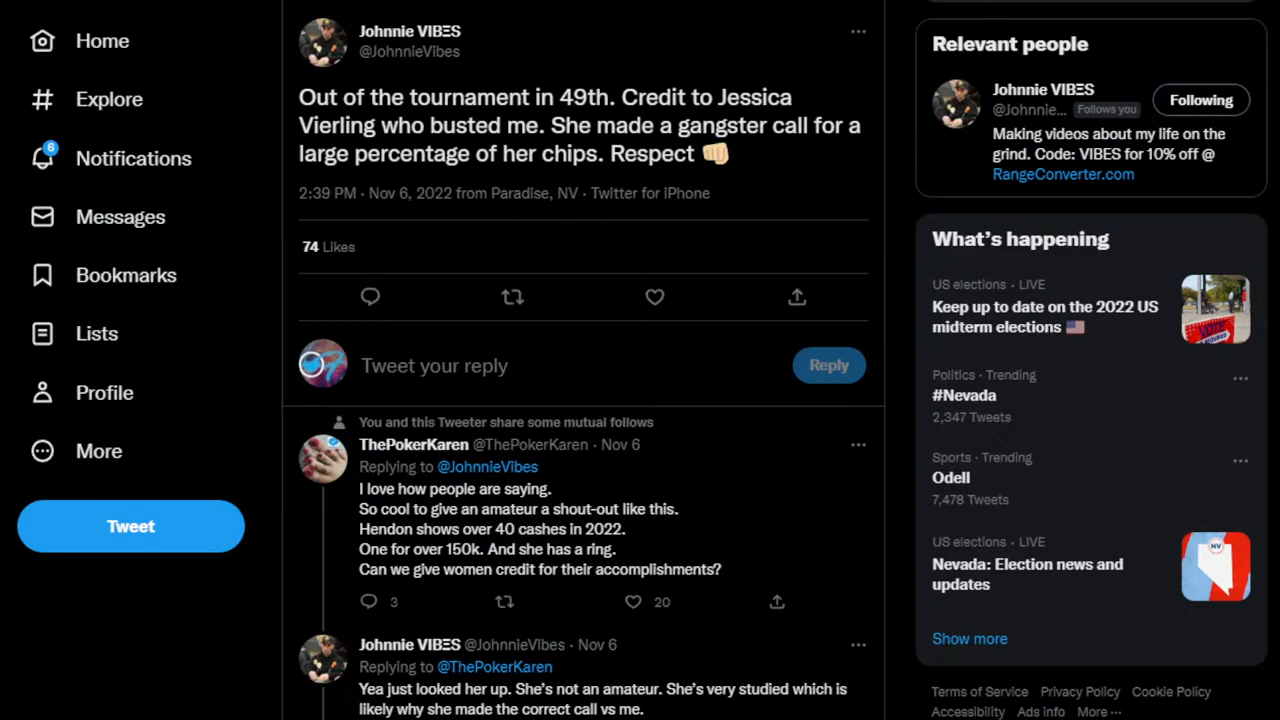 Home
Explore
6
Notifications
Messages
Bookmarks
Lists
Profile
More
Tweet
Johnnie VIBΞS
@JohnnieVibes
Out of the tournament in 49th. Credit to Jessica
Vierling who busted me. She made a gangster call for a
large percentage of her chips. Respect 👊🏼
2:39 PM · Nov 6, 2022 from Paradise, NV · Twitter for iPhone
74 Likes
Tweet your reply
Reply
You and this Tweeter share some mutual follows
ThePokerKaren @ThePokerKaren · Nov 6
Replying to @JohnnieVibes
I love how people are saying.
So cool to give an amateur a shout-out like this.
Hendon shows over 40 cashes in 2022.
One for over 150k. And she has a ring.
Can we give women credit for their accomplishments?
3
20
Johnnie VIBΞS @JohnnieVibes · Nov 6
Replying to @ThePokerKaren
Yea just looked her up. She's not an amateur. She's very studied which is
likely why she made the correct call vs me.
Relevant people
Johnnie VIBΞS
@Johnnie... Follows you
Following
Making videos about my life on the
grind. Code: VIBES for 10% off @
RangeConverter.com
What's happening
US elections · LIVE
Keep up to date on the 2022 US
midterm elections 🇺🇸
VOTE
Politics · Trending
#Nevada
2,347 Tweets
Sports · Trending
Odell
7,478 Tweets
US elections · LIVE
Nevada: Election news and
updates
NV
Show more
Terms of Service Privacy Policy Cookie Policy
Accessibility Ads info More ···